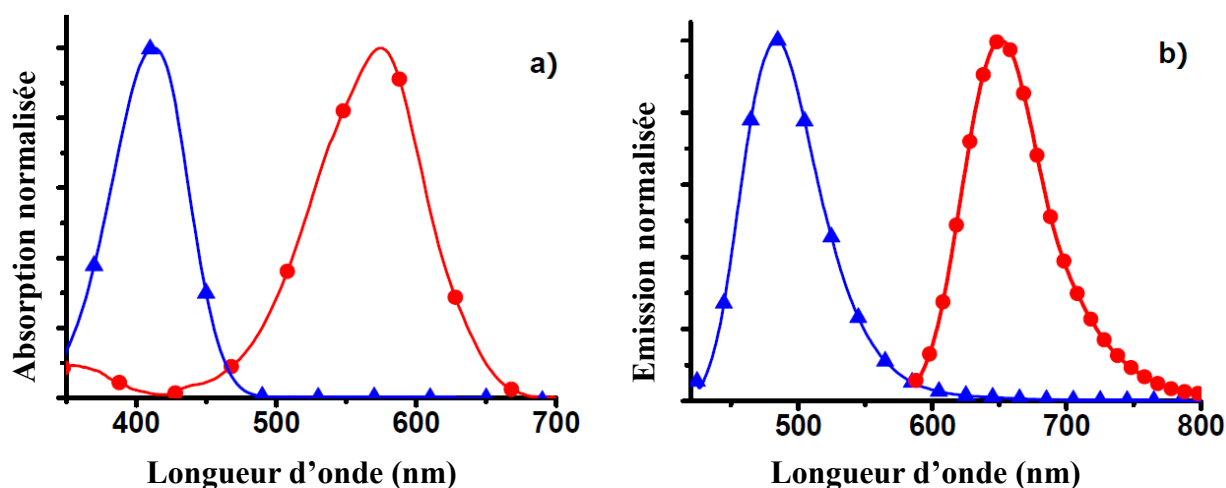 a)
Absorption normalisée
400 500 600 700
Longueur d'onde (nm)
b)
Emission normalisée
500 600 700 800
Longueur d'onde (nm)